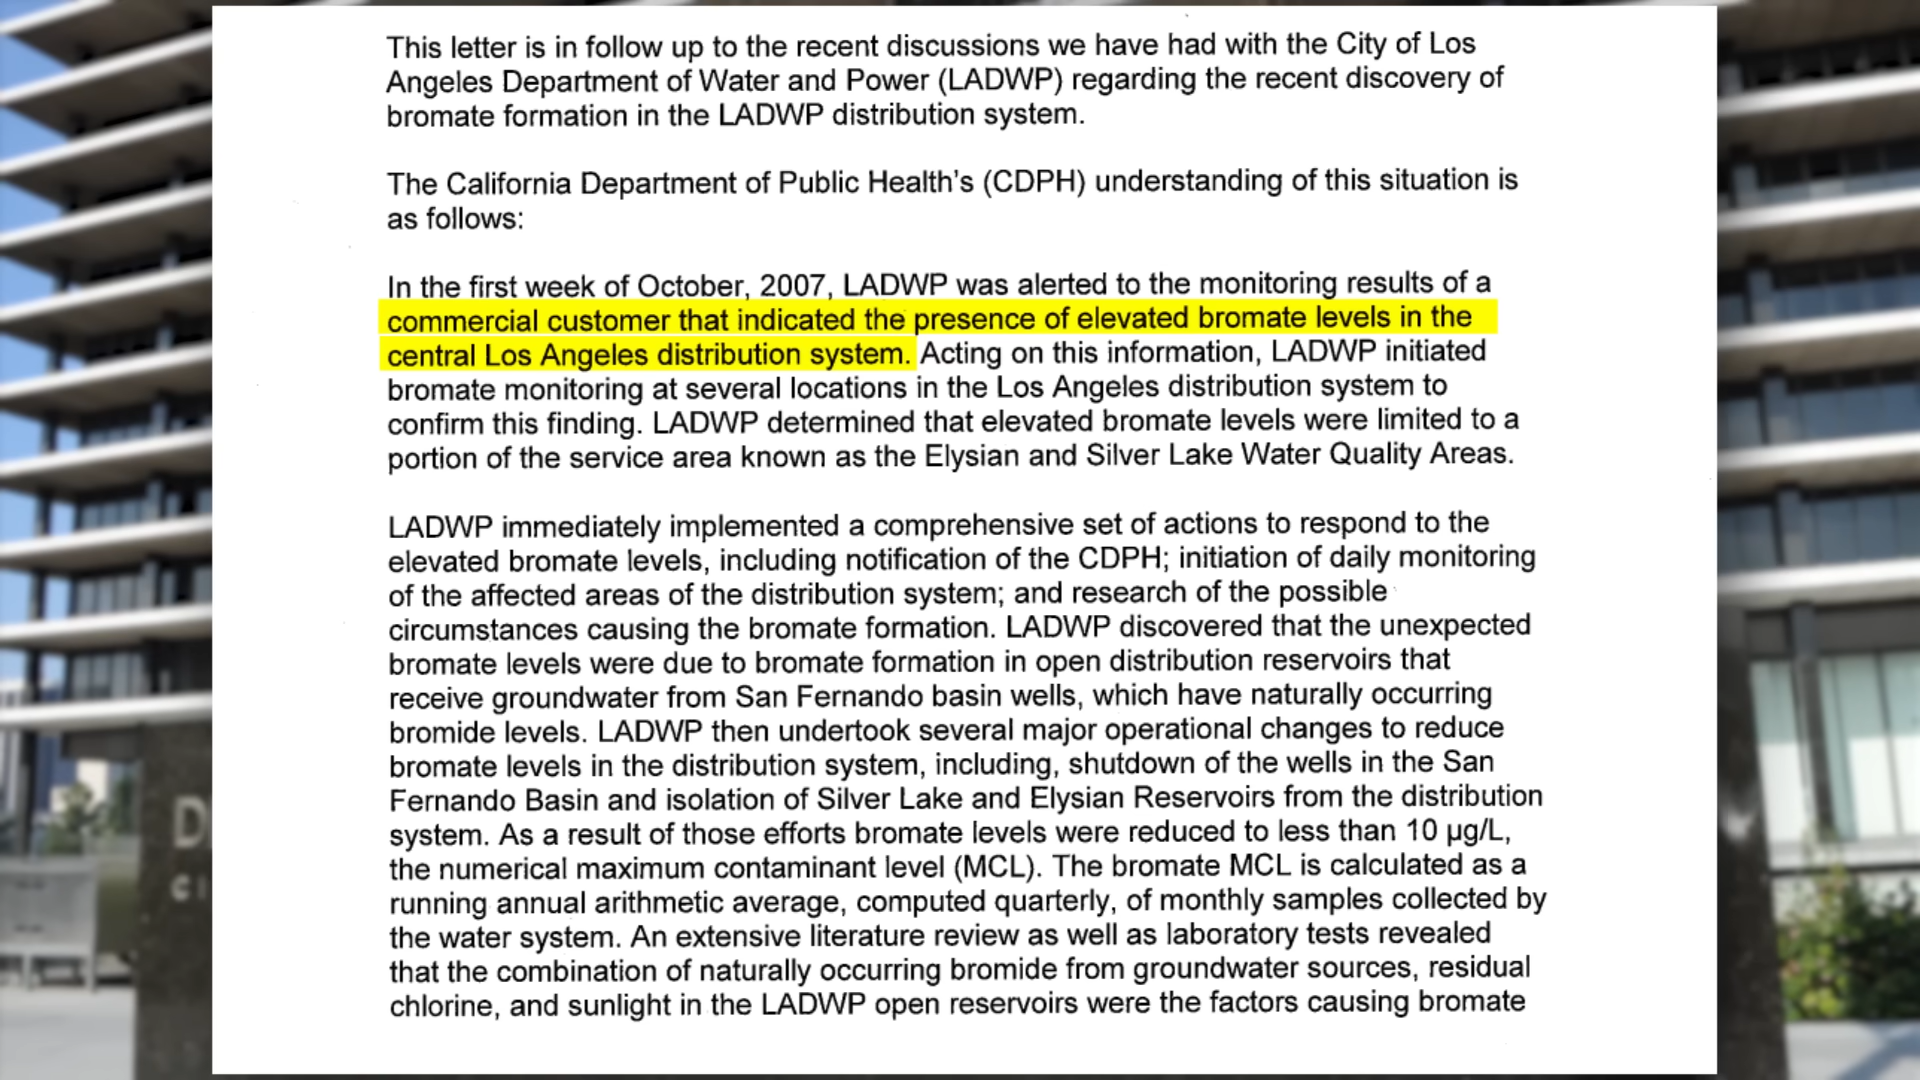 This letter is in follow up to the recent discussions we have had with the City of Los
Angeles Department of Water and Power (LADWP) regarding the recent discovery of
bromate formation in the LADWP distribution system.
The California Department of Public Health's (CDPH) understanding of this situation is
as follows:
In the first week of October, 2007, LADWP was alerted to the monitoring results of a
commercial customer that indicated the presence of elevated bromate levels in the
central Los Angeles distribution system. Acting on this information, LADWP initiated
bromate monitoring at several locations in the Los Angeles distribution system to
confirm this finding. LADWP determined that elevated bromate levels were limited to a
portion of the service area known as the Elysian and Silver Lake Water Quality Areas.
LADWP immediately implemented a comprehensive set of actions to respond to the
elevated bromate levels, including notification of the CDPH; initiation of daily monitoring
of the affected areas of the distribution system; and research of the possible
circumstances causing the bromate formation. LADWP discovered that the unexpected
bromate levels were due to bromate formation in open distribution reservoirs that
receive groundwater from San Fernando basin wells, which have naturally occurring
bromide levels. LADWP then undertook several major operational changes to reduce
bromate levels in the distribution system, including, shutdown of the wells in the San
Fernando Basin and isolation of Silver Lake and Elysian Reservoirs from the distribution
system. As a result of those efforts bromate levels were reduced to less than 10 µg/L,
the numerical maximum contaminant level (MCL). The bromate MCL is calculated as a
running annual arithmetic average, computed quarterly, of monthly samples collected by
the water system. An extensive literature review as well as laboratory tests revealed
that the combination of naturally occurring bromide from groundwater sources, residual
chlorine, and sunlight in the LADWP open reservoirs were the factors causing bromate